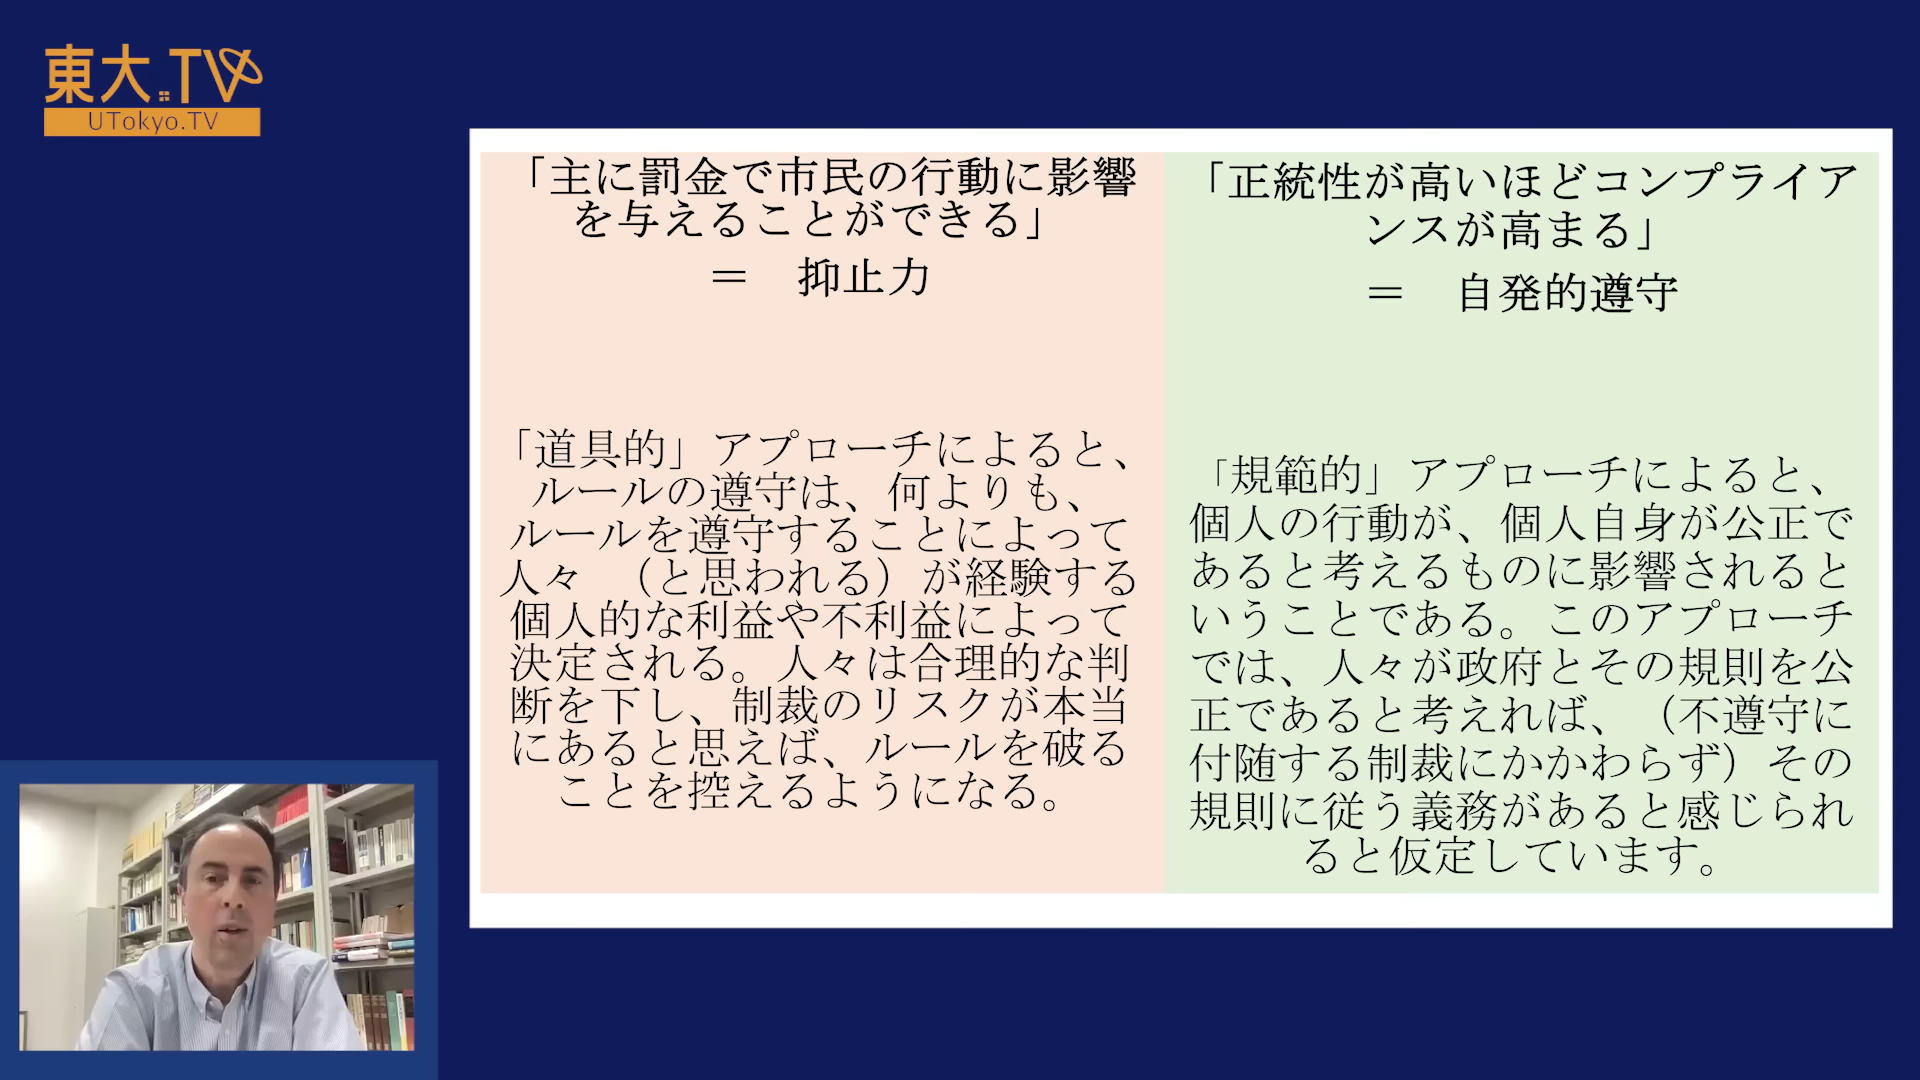 東大.TV
UTokyo.TV
「主に罰金で市民の行動に影響
を与えることができる」
＝　抑止力
「道具的」アプローチによると、
ルールの遵守は、何よりも、
ルールを遵守することによって
人々　（と思われる）が経験する
個人的な利益や不利益によって
決定される。人々は合理的な判
断を下し、制裁のリスクが本当
にあると思えば、ルールを破る
ことを控えるようになる。
「正統性が高いほどコンプライア
ンスが高まる」
＝　自発的遵守
「規範的」アプローチによると、
個人の行動が、個人自身が公正で
あると考えるものに影響されると
いうことである。このアプローチ
では、人々が政府とその規則を公
正であると考えれば、（不遵守に
付随する制裁にかかわらず）その
規則に従う義務があると感じられ
ると仮定しています。